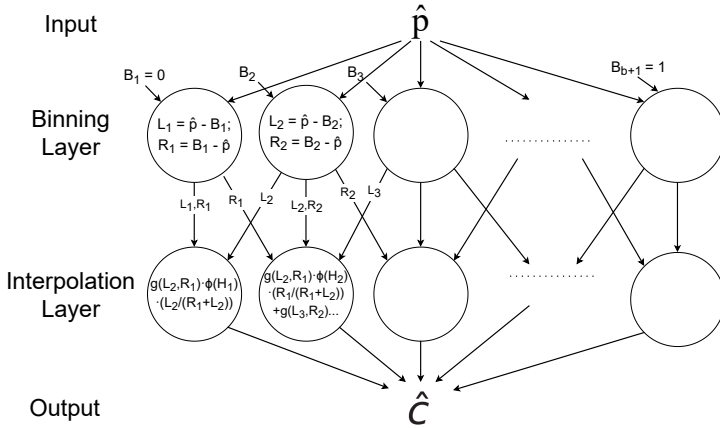 Input
p̂
B₁ = 0
B₂
B₃
B_{b+1} = 1
Binning
Layer
L₁ = p̂ - B₁;
R₁ = B₁ - p̂
L₂ = p̂ - B₂;
R₂ = B₂ - p̂
L₁,R₁
R₁
L₂
L₂,R₂
R₂
L₃
Interpolation
Layer
g(L₂,R₁)·ϕ(H₁)
·(L₂/(R₁+L₂))
g(L₂,R₁)·ϕ(H₂)
·(R₁/(R₁+L₂))
+g(L₃,R₂)...
Output
Ĉ